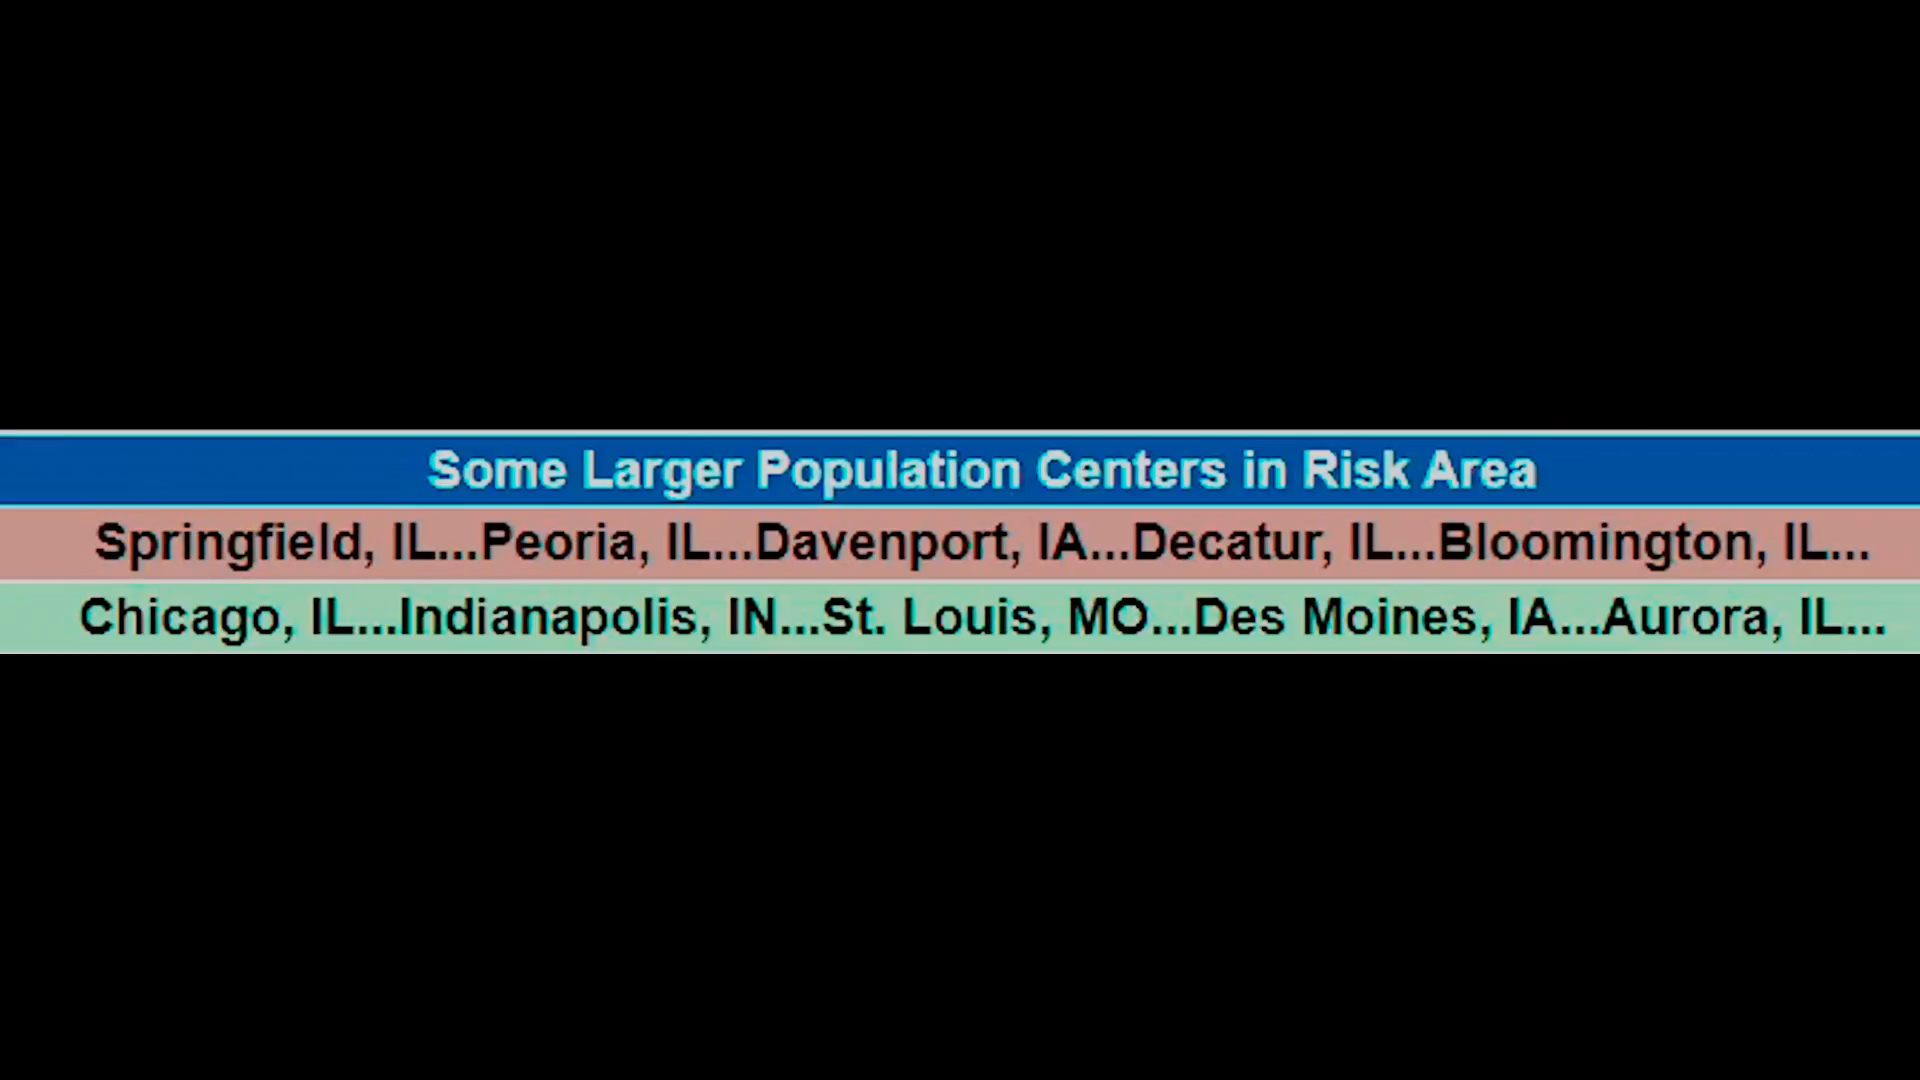 Some Larger Population Centers in Risk Area
Springfield, IL...Peoria, IL...Davenport, IA...Decatur, IL...Bloomington, IL...
Chicago, IL...Indianapolis, IN...St. Louis, MO...Des Moines, IA...Aurora, IL...